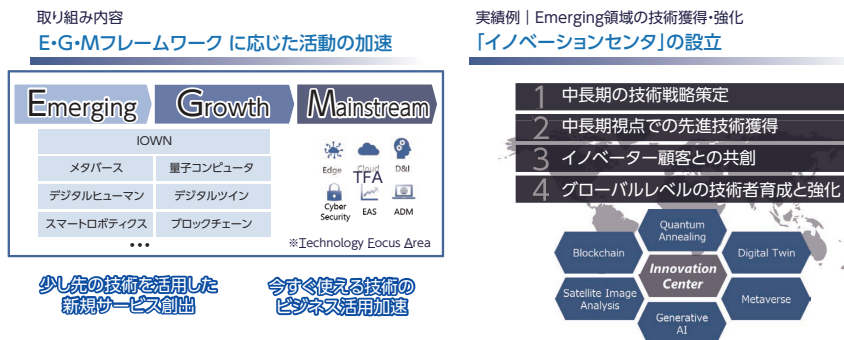 取り組み内容
E・G・Mフレームワーク に応じた活動の加速
Emerging
Growth
Mainstream
IOWN
メタバース
量子コンピュータ
デジタルヒューマン
デジタルツイン
スマートロボティクス
ブロックチェーン
•••
Edge
Cloud
D&I
TFA
Cyber
Security
EAS
ADM
※Technology Focus Area
少し先の技術を活用した
新規サービス創出
今すぐ使える技術の
ビジネス活用加速
実績例｜Emerging領域の技術獲得・強化
「イノベーションセンタ」の設立
1 中長期の技術戦略策定
2 中長期視点での先進技術獲得
3 イノベーター顧客との共創
4 グローバルレベルの技術者育成と強化
Quantum
Annealing
Blockchain
Digital Twin
Innovation
Center
Satellite Image
Analysis
Metaverse
Generative
AI